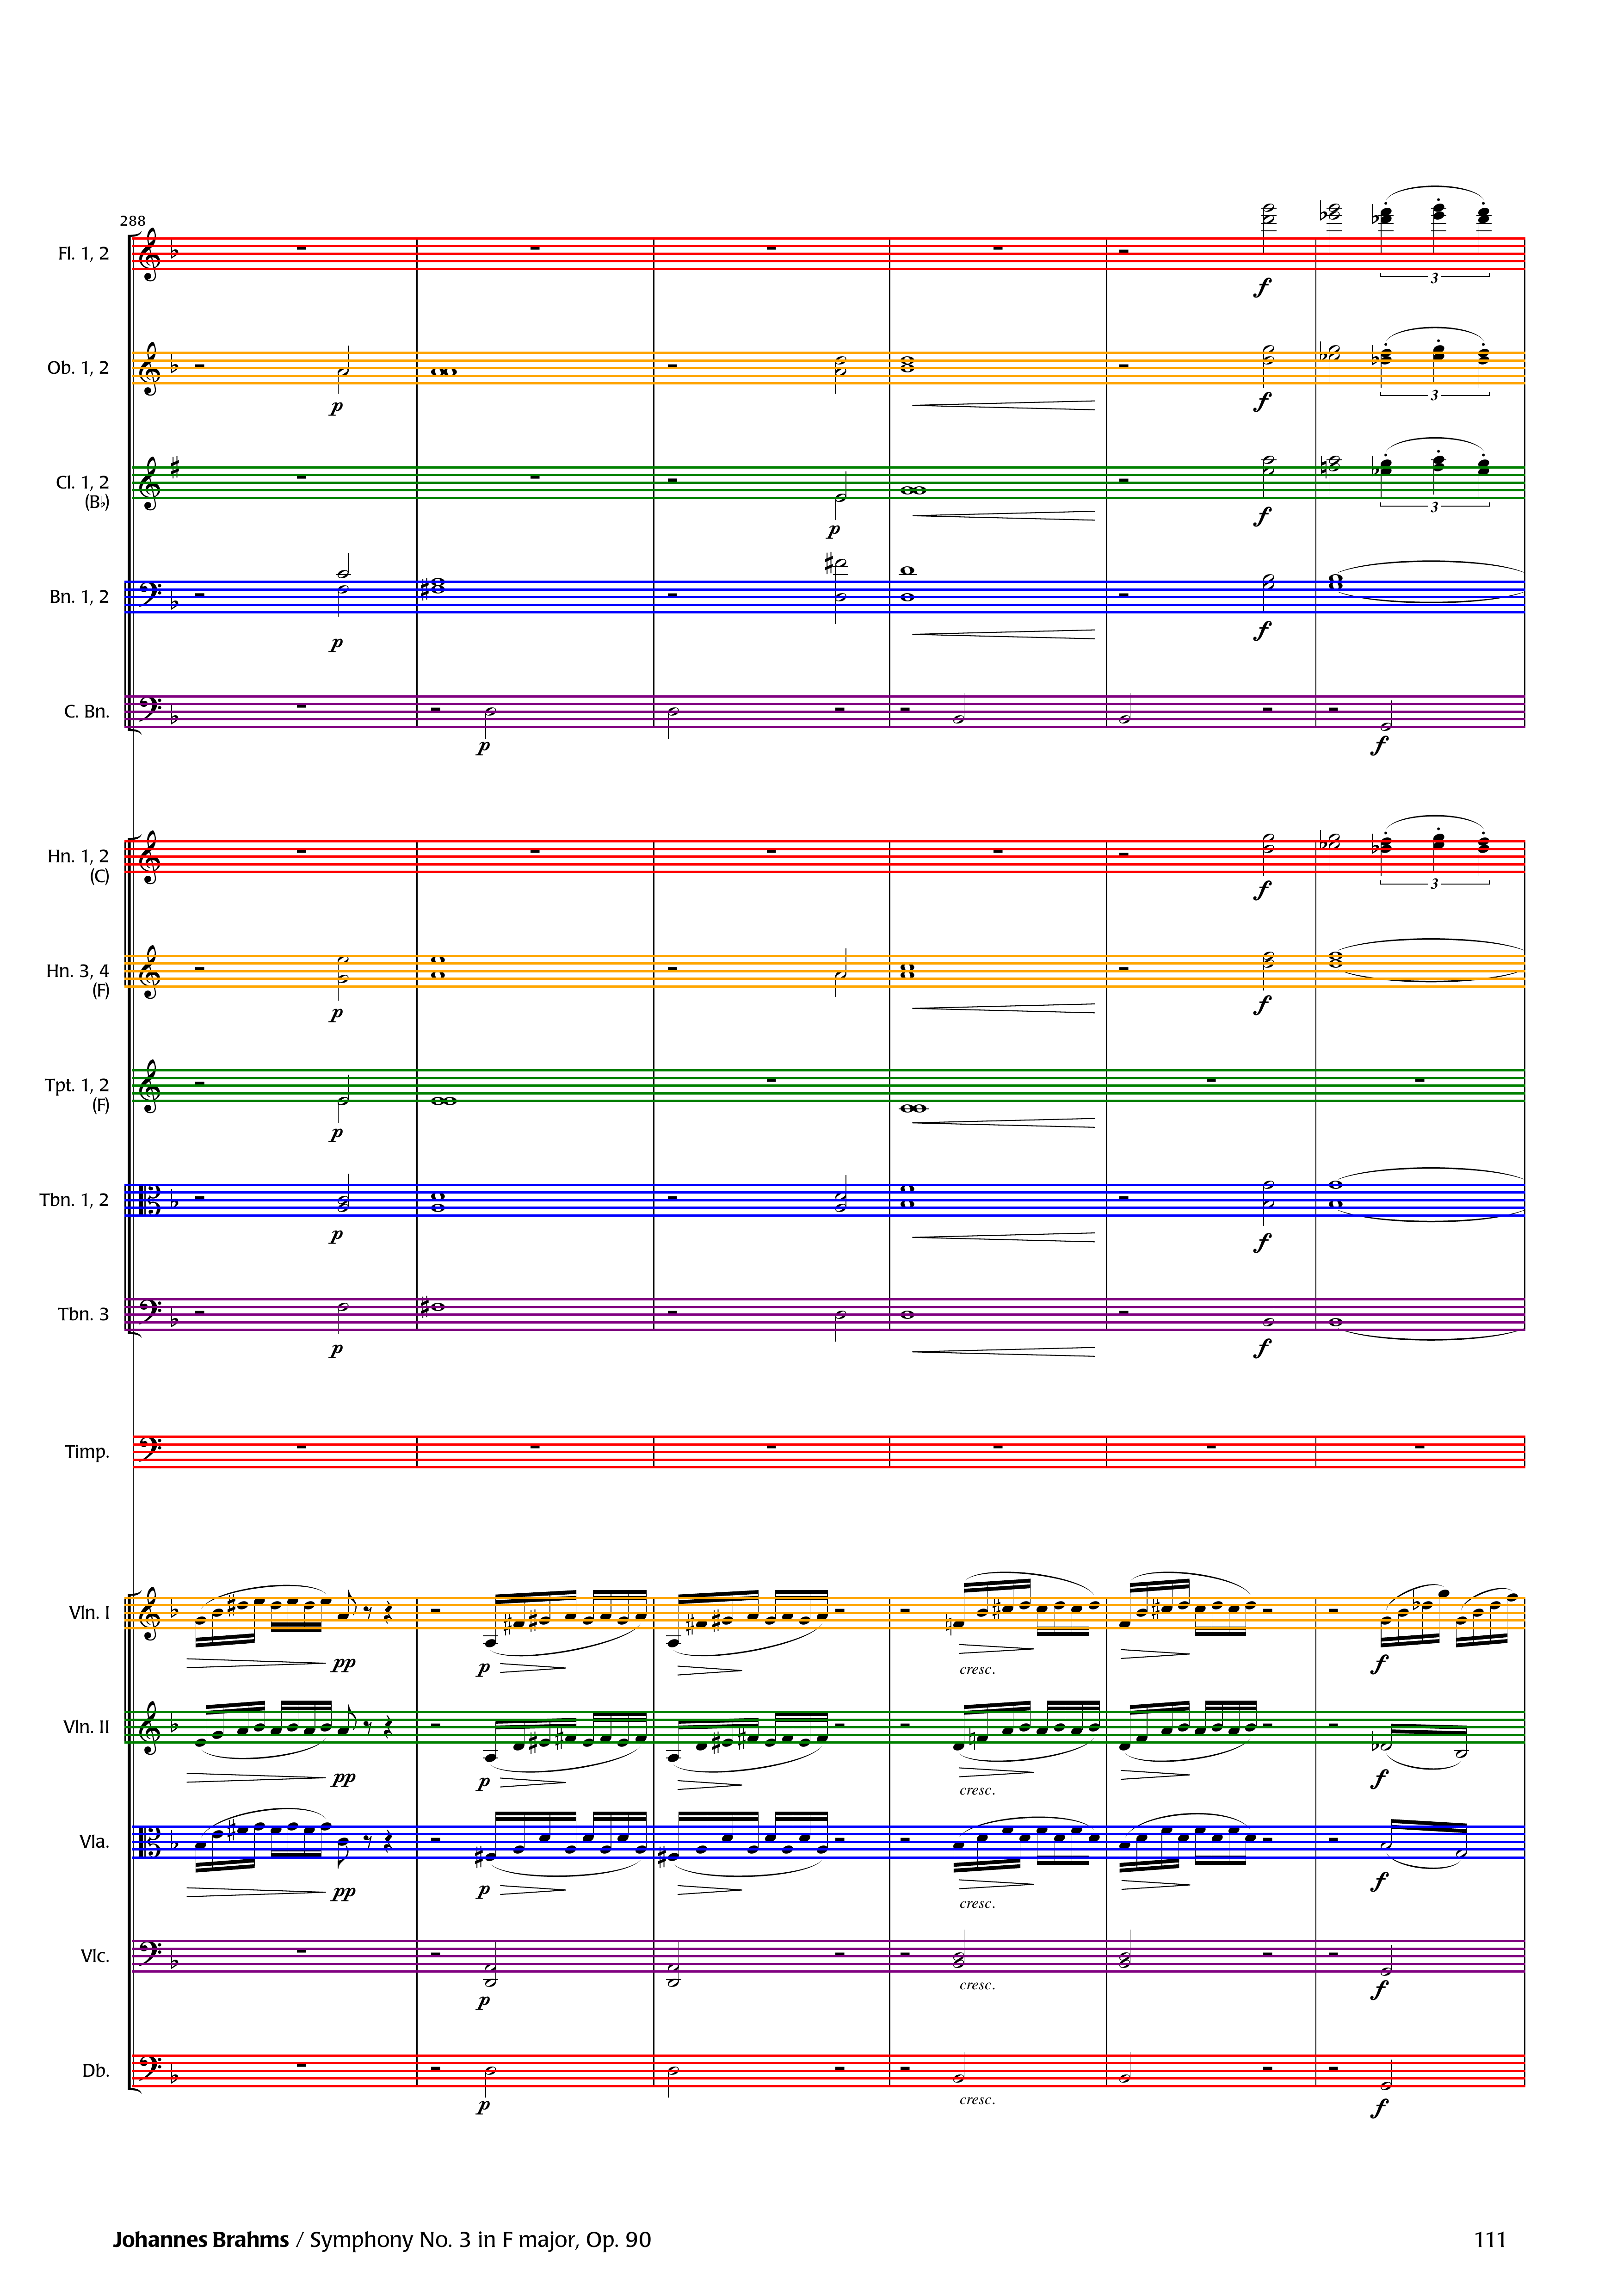 288
Fl. 1, 2
f
3
Ob. 1, 2
p
f
3
Cl. 1, 2
(B♭)
p
f
3
Bn. 1, 2
p
f
C. Bn.
p
f
Hn. 1, 2
(C)
f
3
Hn. 3, 4
(F)
p
f
Tpt. 1, 2
(F)
p
Tbn. 1, 2
p
f
Tbn. 3
p
f
Timp.
Vln. I
pp
p
cresc.
f
Vln. II
pp
p
cresc.
f
Vla.
pp
p
cresc.
f
Vlc.
p
cresc.
f
Db.
p
cresc.
f
Johannes Brahms / Symphony No. 3 in F major, Op. 90 111